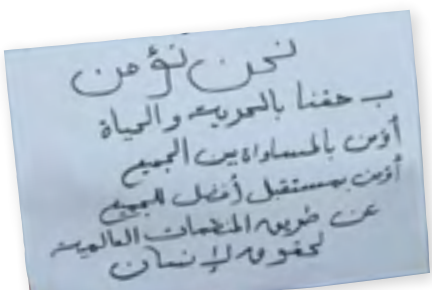 نحن نؤمن
ب حقنا بالحرية والحياة
أؤمن بالمساواة بين الجميع
أؤمن بمستقبل أفضل للجميع
عن طريق المنظمات العالمية
لحقوق الإنسان